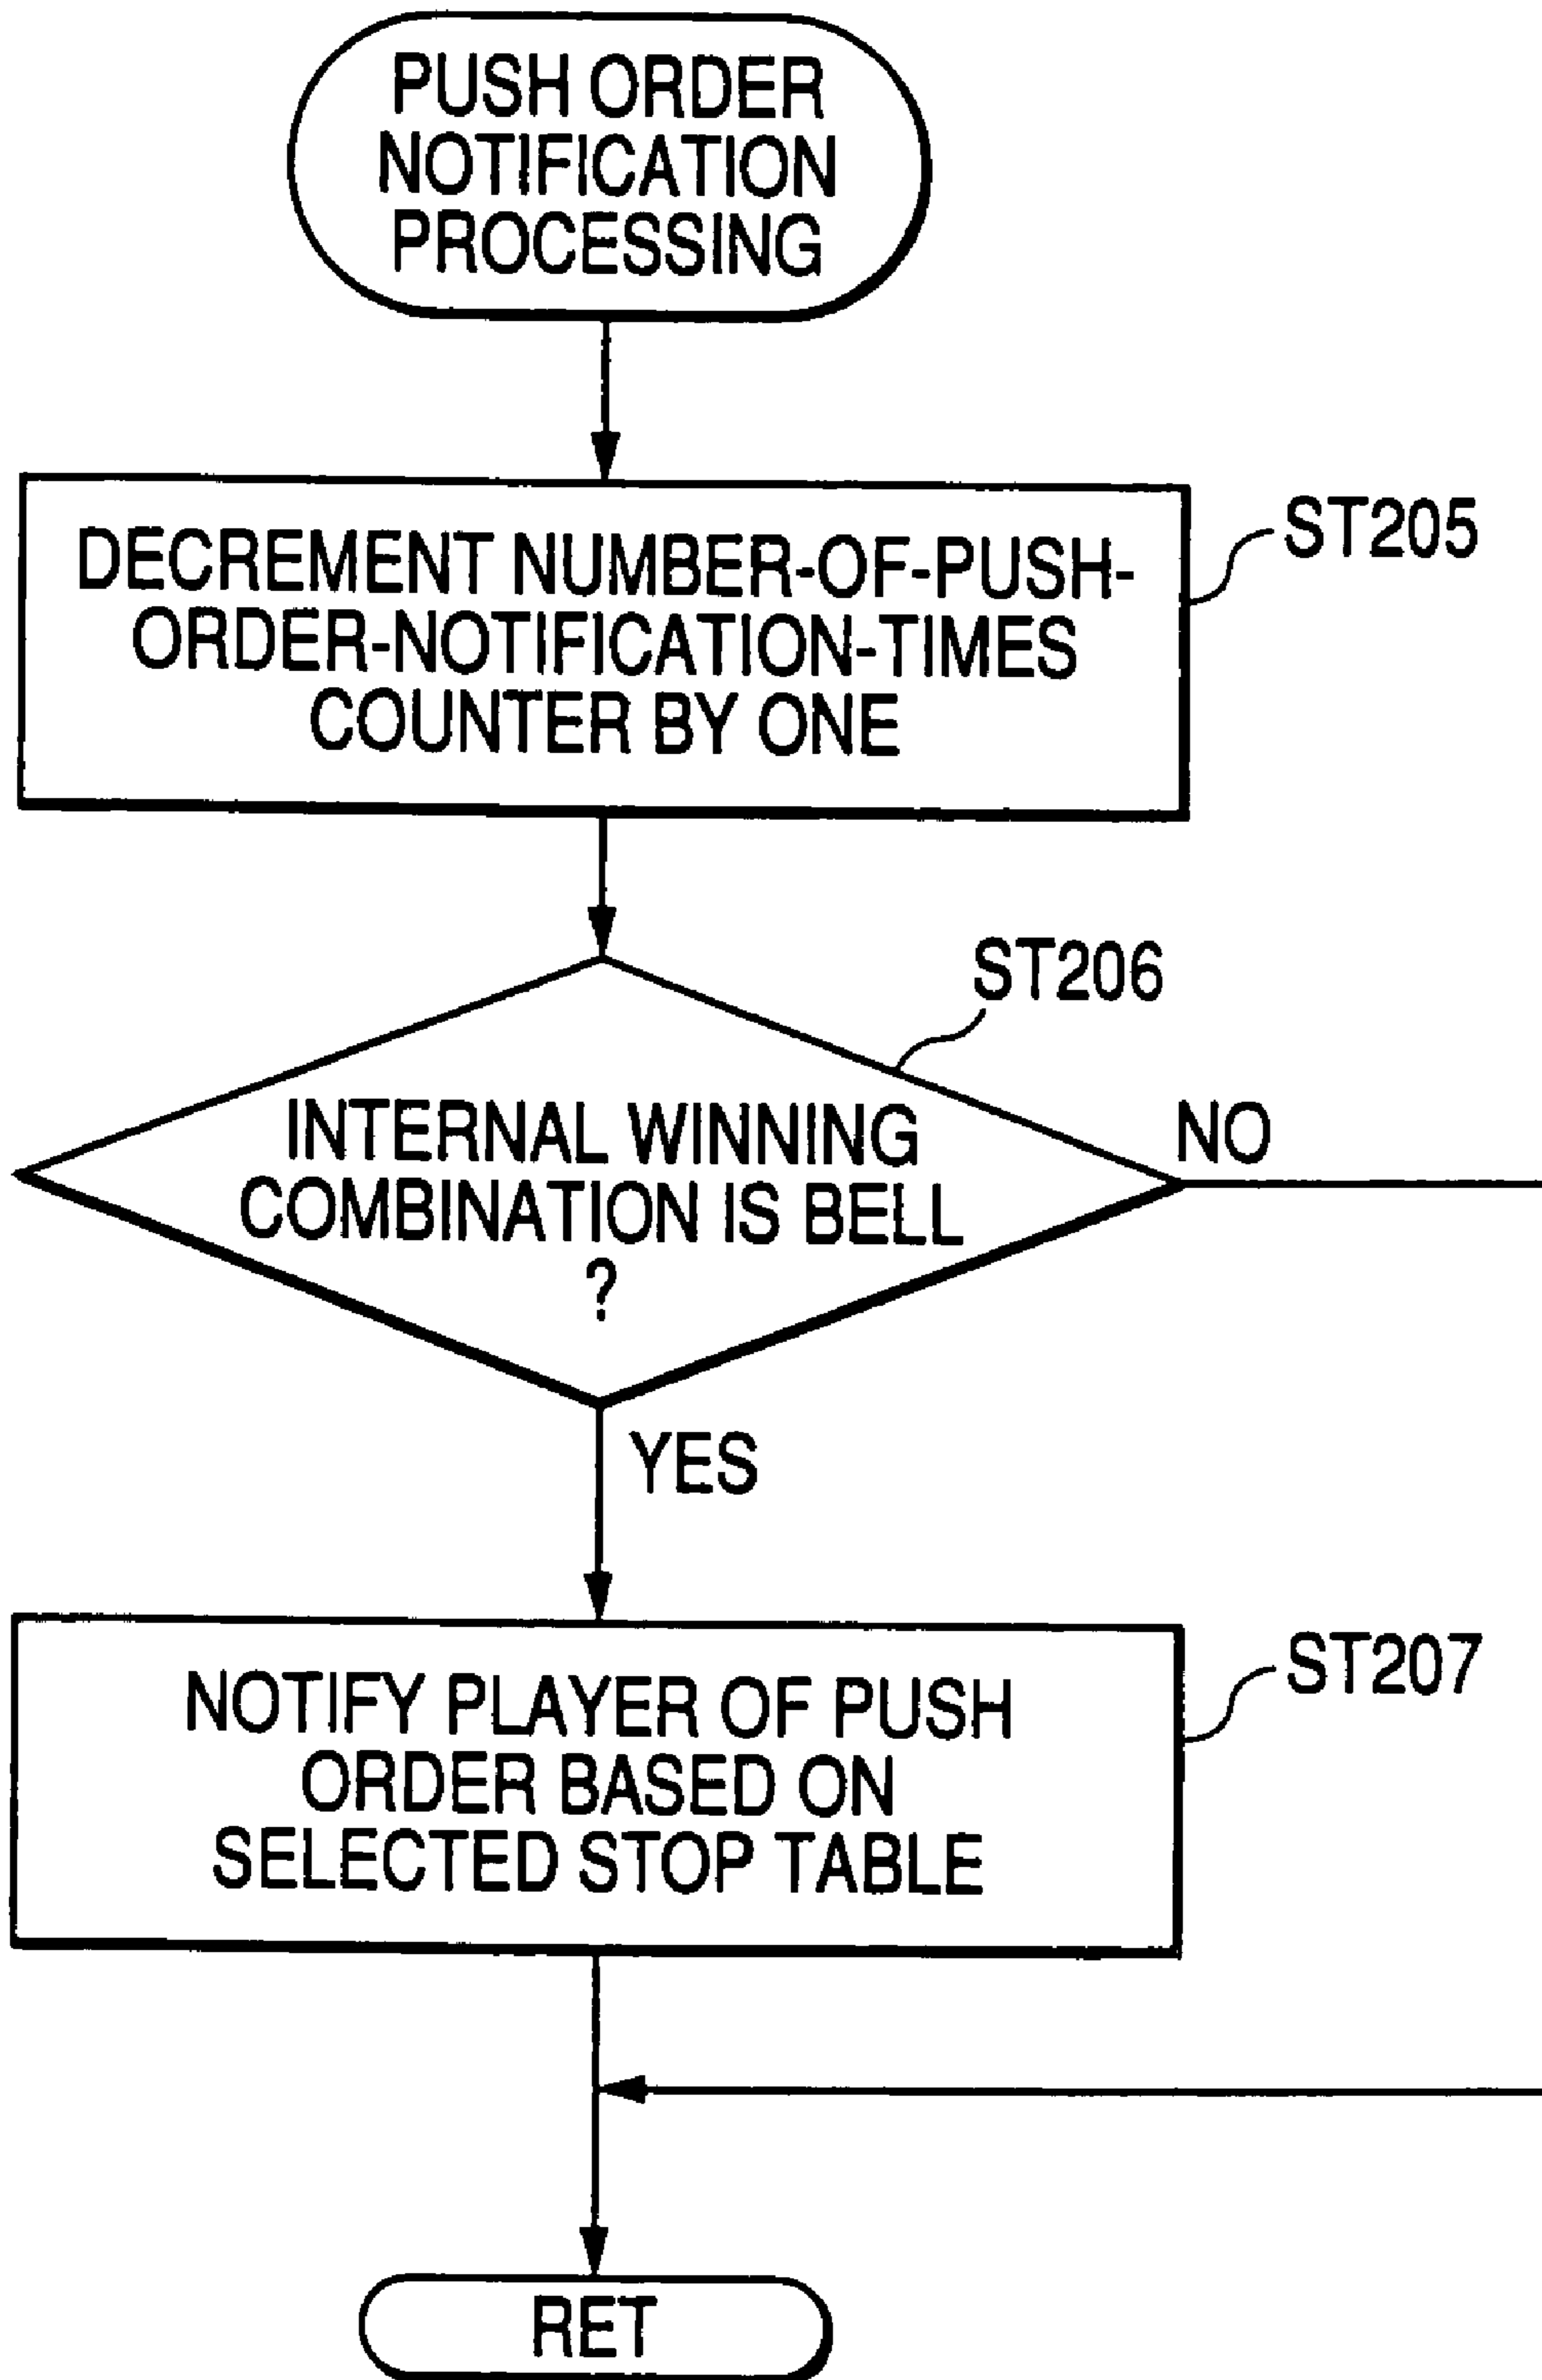 PUSH ORDER
NOTIFICATION
PROCESSING
DECREMENT NUMBER-OF-PUSH-
ORDER-NOTIFICATION-TIMES
COUNTER BY ONE
ST205
ST206
INTERNAL WINNING
COMBINATION IS BELL
?
NO
YES
NOTIFY PLAYER OF PUSH
ORDER BASED ON
SELECTED STOP TABLE
ST207
RET